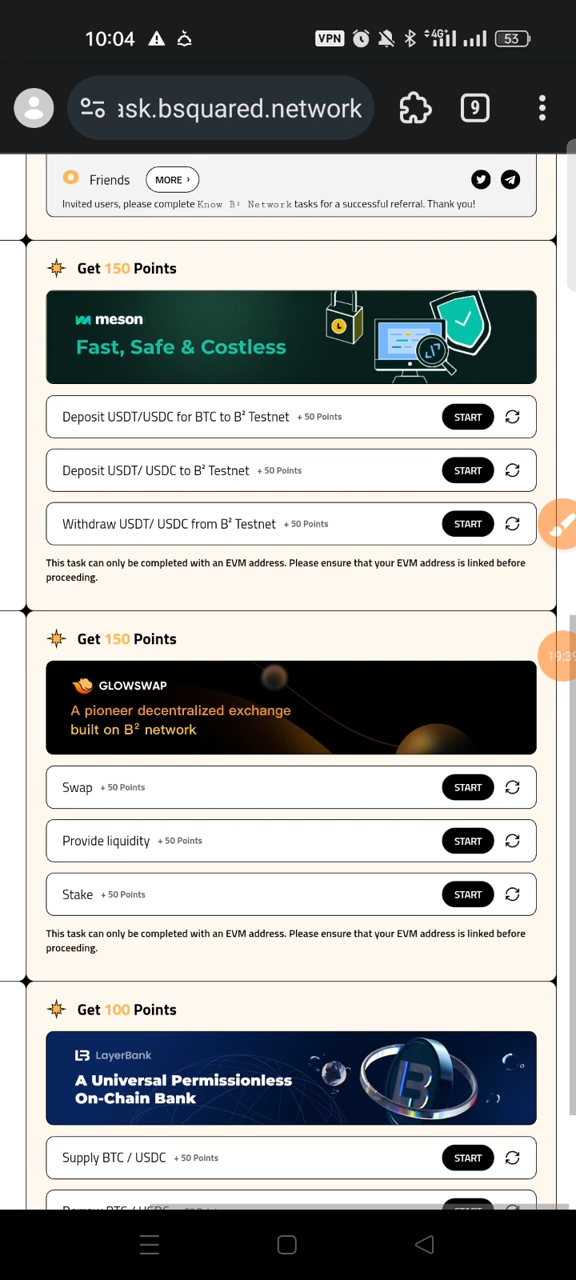 10:04 VPN 4G 53
ask.bsquared.network 9
Friends MORE ›
Invited users, please complete Know B² Network tasks for a successful referral. Thank you!
Get 150 Points
meson
Fast, Safe & Costless
Deposit USDT/USDC for BTC to B² Testnet + 50 Points START
Deposit USDT/ USDC to B² Testnet + 50 Points START
Withdraw USDT/ USDC from B² Testnet + 50 Points START
This task can only be completed with an EVM address. Please ensure that your EVM address is linked before
proceeding.
19:39
Get 150 Points
GLOWSWAP
A pioneer decentralized exchange
built on B² network
Swap + 50 Points START
Provide liquidity + 50 Points START
Stake + 50 Points START
This task can only be completed with an EVM address. Please ensure that your EVM address is linked before
proceeding.
Get 100 Points
LayerBank
A Universal Permissionless
On-Chain Bank
Supply BTC / USDC + 50 Points START
Borrow BTC / USDC